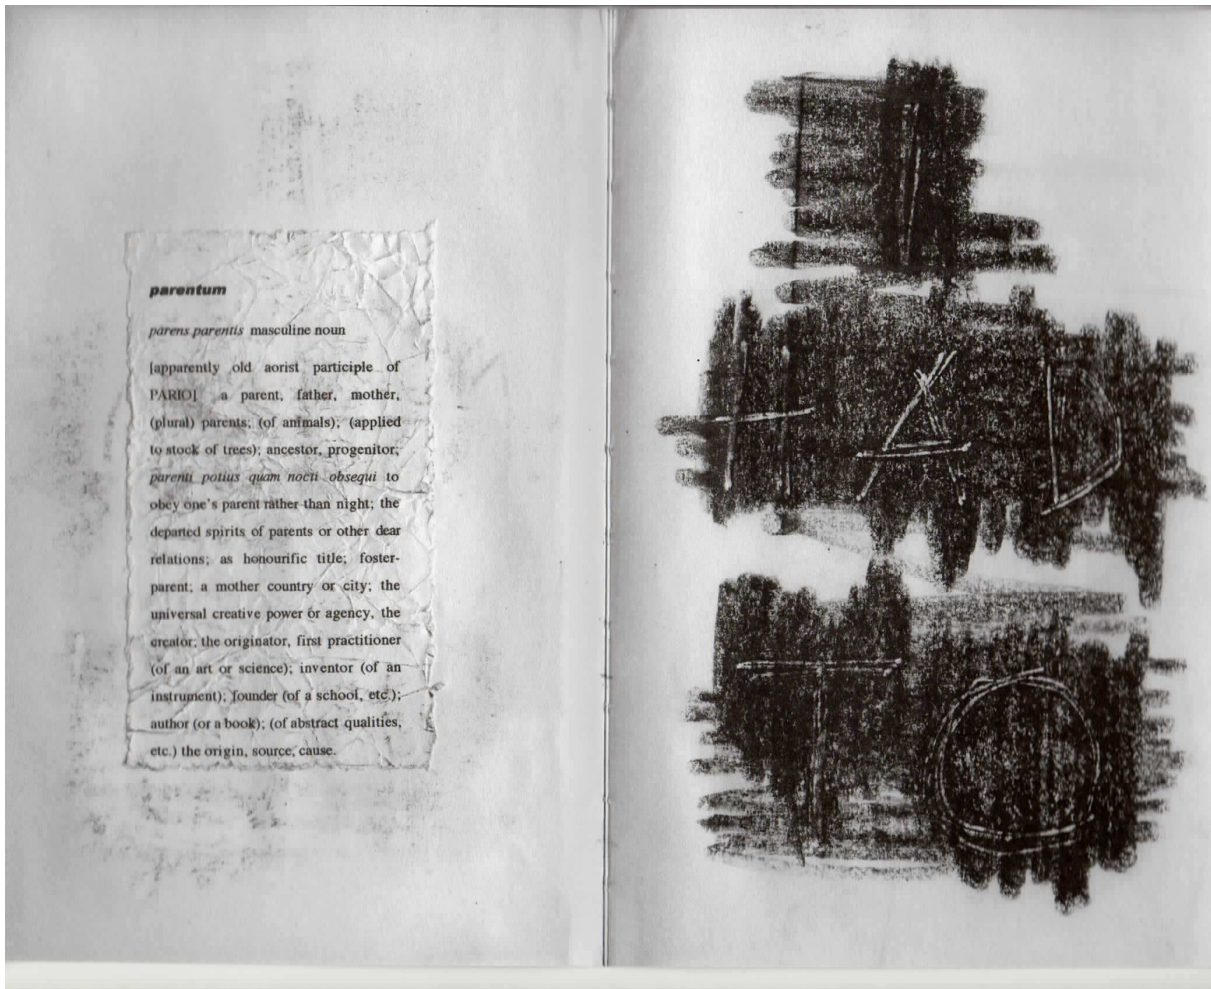 parentum
parens parentis masculine noun
[apparently old aorist participle of
PARIO] a parent, father, mother,
(plural) parents; (of animals); (applied
to stock of trees); ancestor, progenitor;
parenti potius quam nocti obsequi to
obey one's parent rather than night; the
departed spirits of parents or other dear
relations; as honourific title; foster-
parent; a mother country or city; the
universal creative power or agency, the
creator; the originator, first practitioner
(of an art or science); inventor (of an
instrument); founder (of a school, etc.);
author (or a book); (of abstract qualities,
etc.) the origin, source, cause.
I
HAD
TO